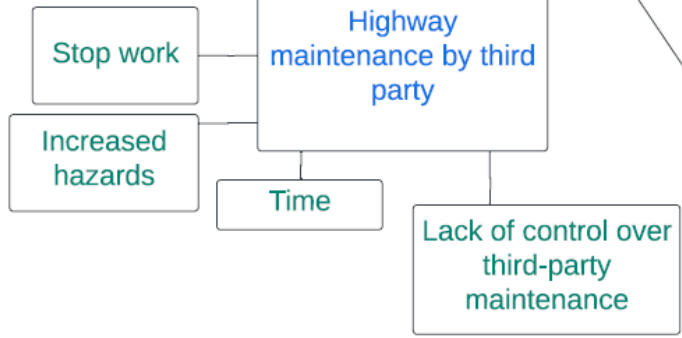 Highway
maintenance by third
party
Stop work
Increased
hazards
Time
Lack of control over
third-party
maintenance